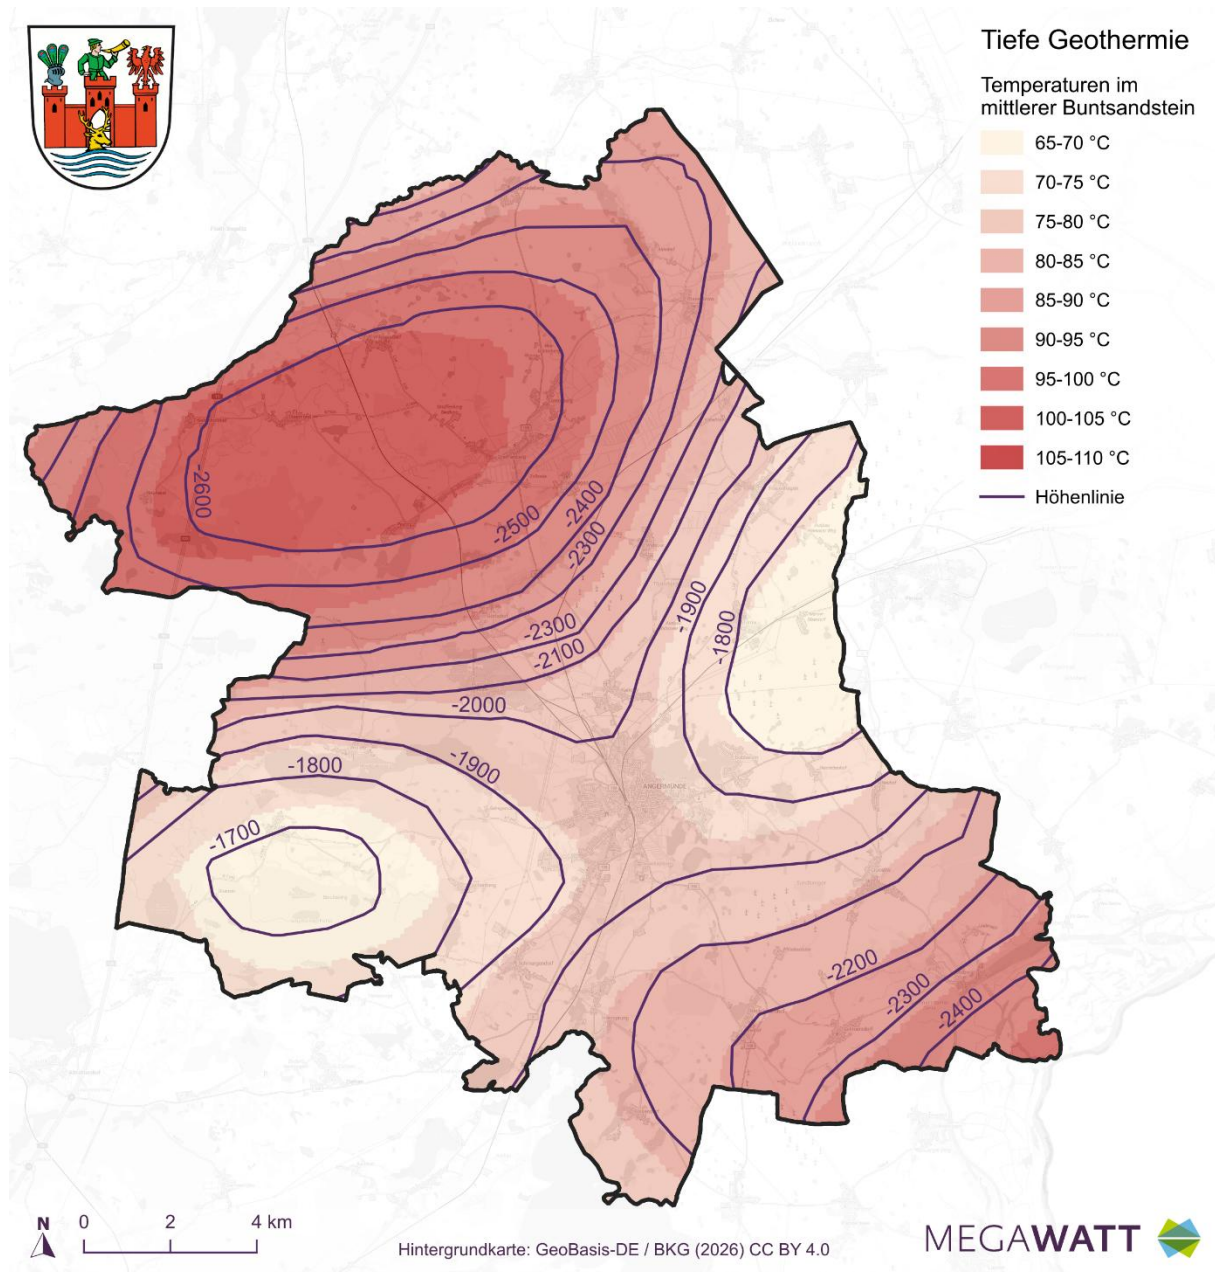 Tiefe Geothermie
Temperaturen im
mittlerer Buntsandstein
65-70 °C
70-75 °C
75-80 °C
80-85 °C
85-90 °C
90-95 °C
95-100 °C
100-105 °C
105-110 °C
Höhenlinie
-2600
-2500
-2400
-2300
-2300
-2100
-2000
-1900
-1800
-1900
-1800
-1700
ANGERMÜNDE
-2200
-2300
-2400
N
0 2 4 km
Hintergrundkarte: GeoBasis-DE / BKG (2026) CC BY 4.0
MEGAWATT